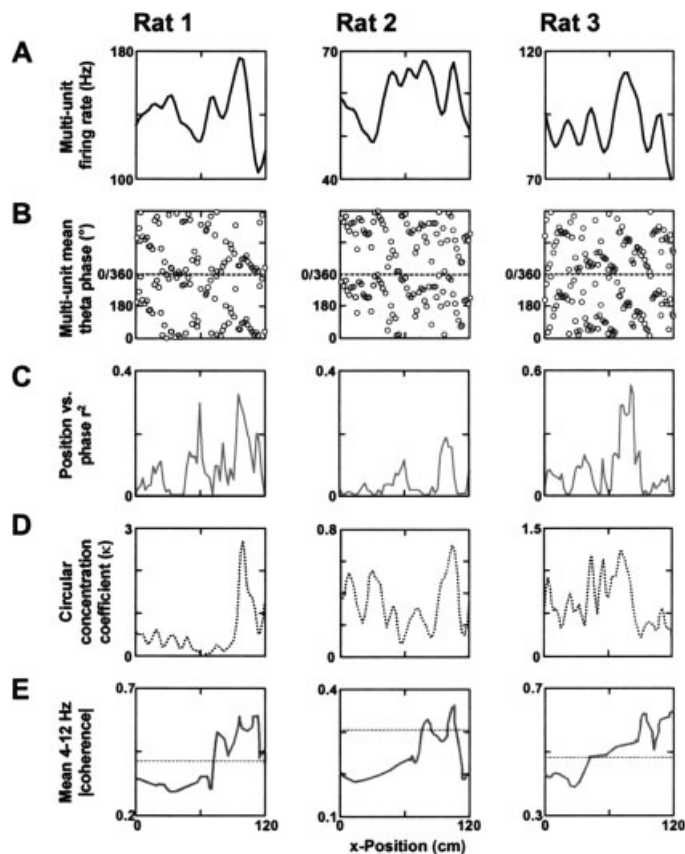 Rat 1 Rat 2 Rat 3
A
Multi-unit
firing rate (Hz)
180
100
70
40
120
70
B
Multi-unit mean
theta phase (°)
0/360
180
0
0/360
180
0
0/360
180
0
C
Position vs.
phase r²
0.4
0
0.4
0
0.6
0
D
Circular
concentration
coefficient (κ)
3
0
0.8
0
1.5
0
E
Mean 4-12 Hz
|coherence|
0.7
0.2
0.4
0.1
0.7
0.3
0 120 0 120 0 120
x-Position (cm)